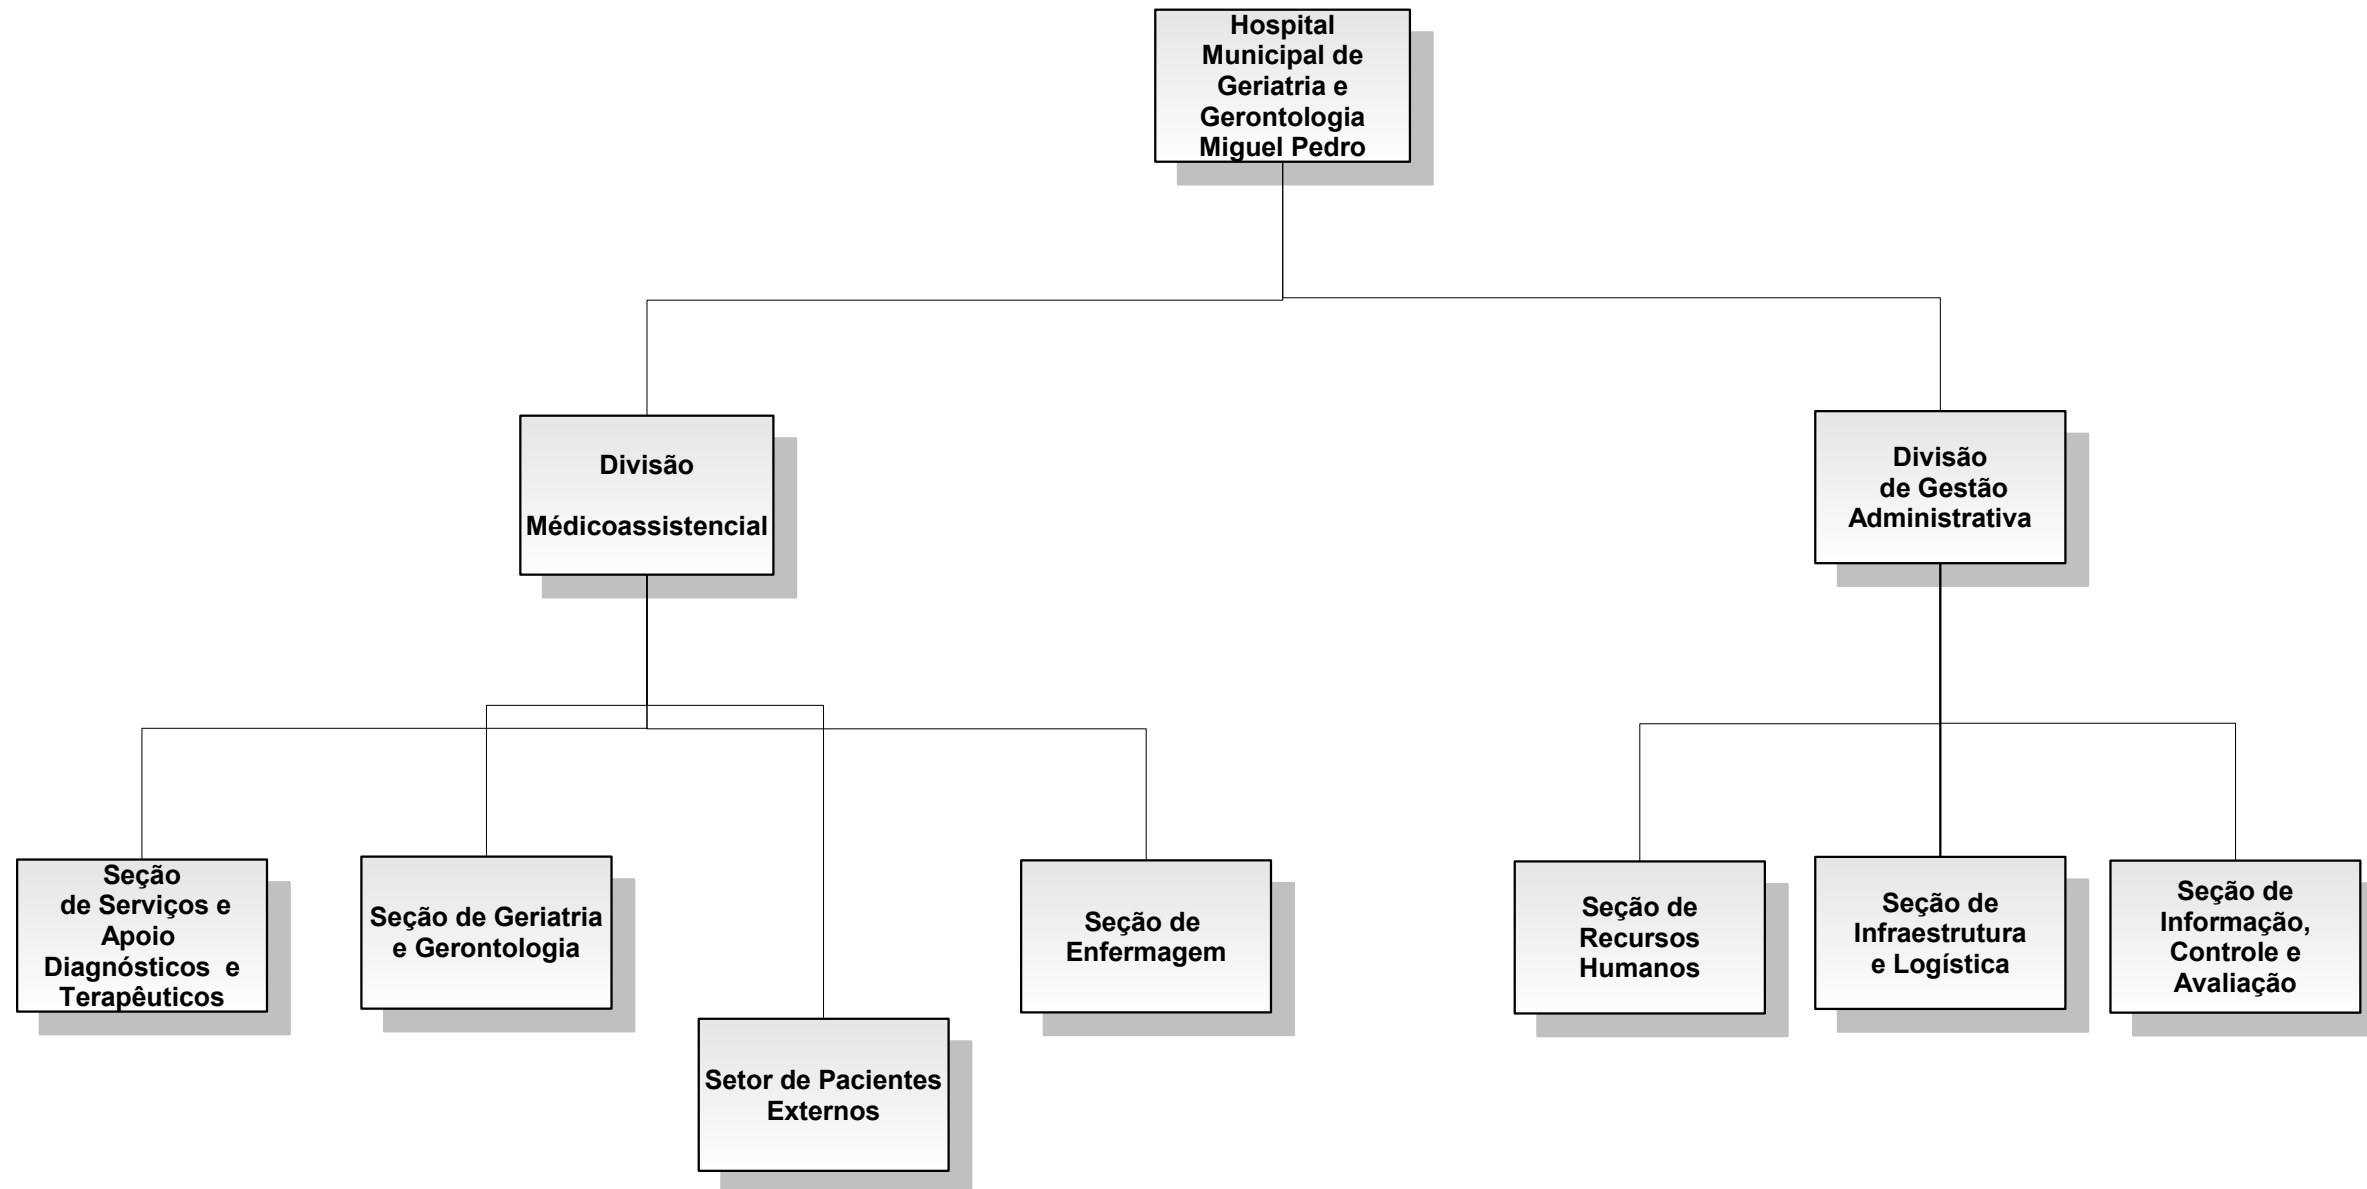 Hospital
Municipal de
Geriatria e
Gerontologia
Miguel Pedro
Divisão
Médicoassistencial
Divisão
de Gestão
Administrativa
Seção
de Serviços e
Apoio
Diagnósticos e
Terapêuticos
Seção de Geriatria
e Gerontologia
Setor de Pacientes
Externos
Seção de
Enfermagem
Seção de
Recursos
Humanos
Seção de
Infraestrutura
e Logística
Seção de
Informação,
Controle e
Avaliação